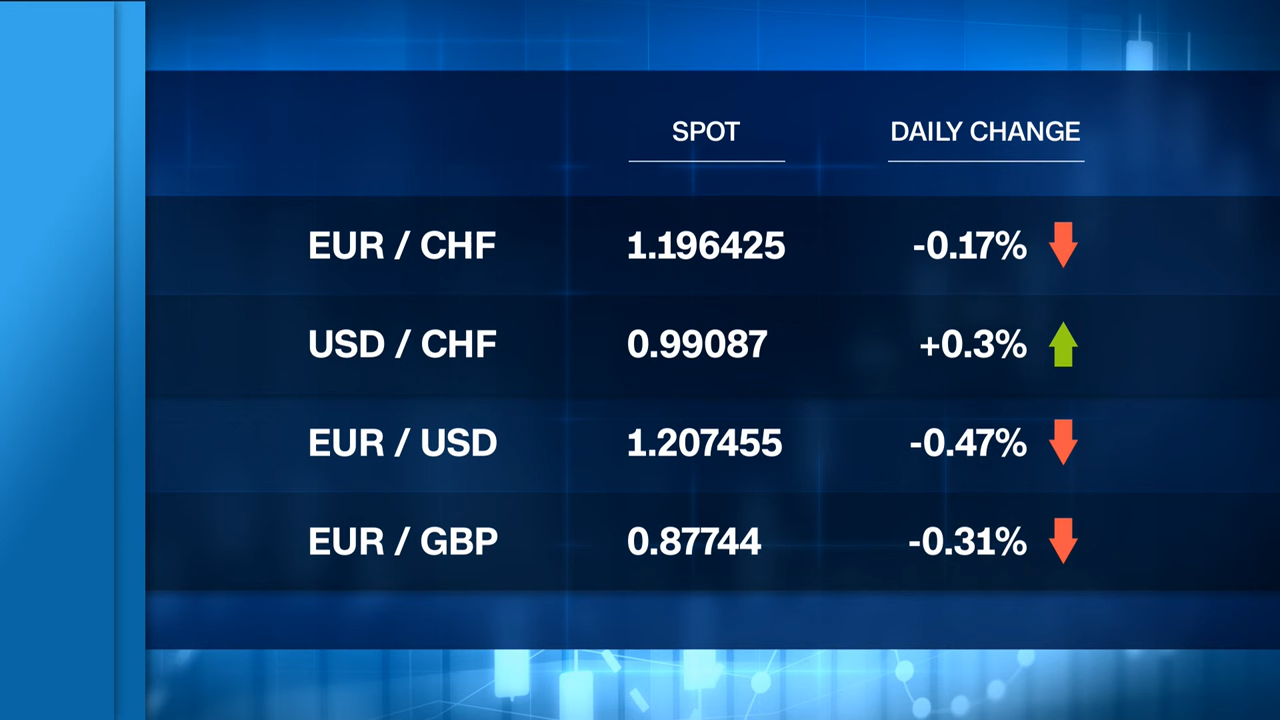 SPOT DAILY CHANGE
EUR / CHF 1.196425 -0.17%
USD / CHF 0.99087 +0.3%
EUR / USD 1.207455 -0.47%
EUR / GBP 0.87744 -0.31%